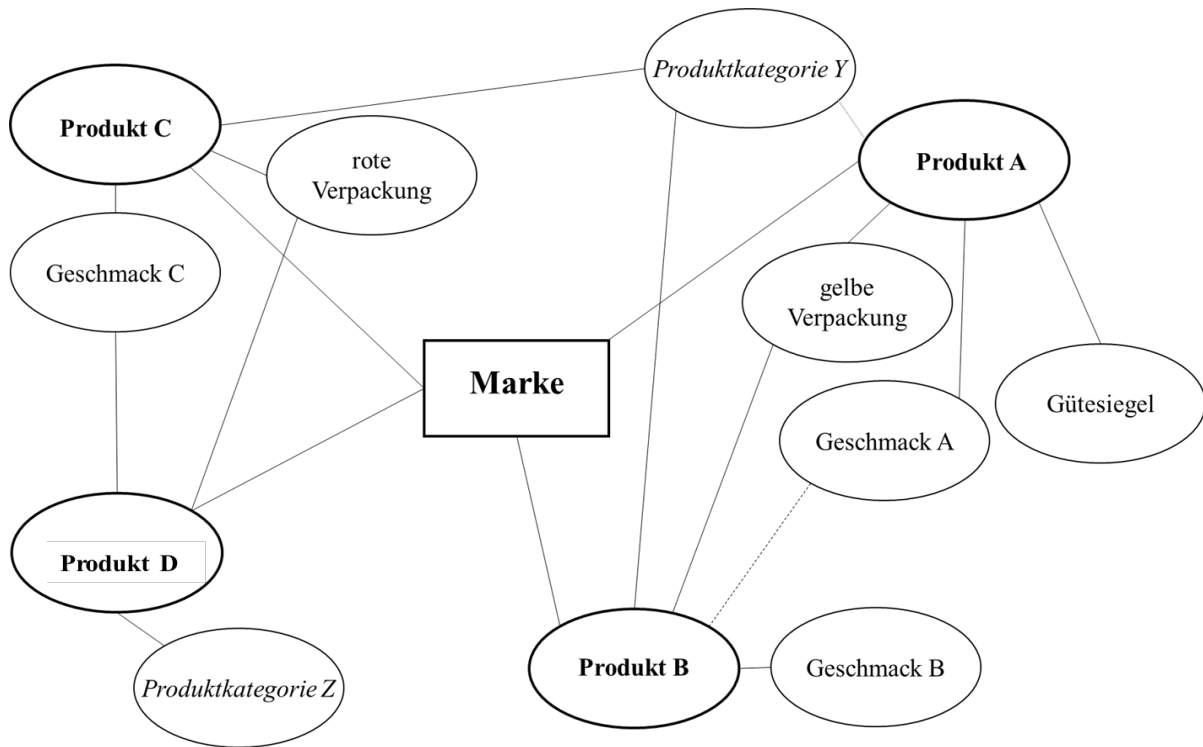 Produktkategorie Y
Produkt C
rote
Verpackung
Produkt A
Geschmack C
gelbe
Verpackung
Marke
Gütesiegel
Geschmack A
Produkt D
Produkt B
Geschmack B
Produktkategorie Z